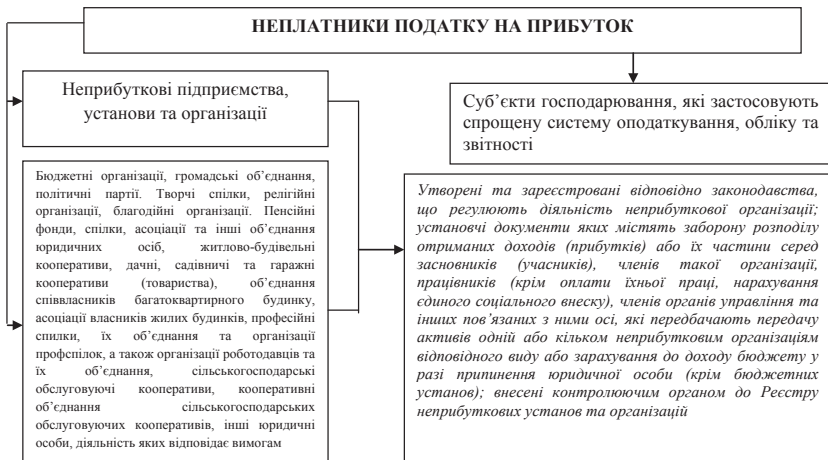 НЕПЛАТНИКИ ПОДАТКУ НА ПРИБУТОК
Неприбуткові підприємства,
установи та організації
Суб’єкти господарювання, які застосовують
спрощену систему оподаткування, обліку та
звітності
Бюджетні організації, громадські об’єднання,
політичні партії. Творчі спілки, релігійні
організації, благодійні організації. Пенсійні
фонди, спілки, асоціації та інші об’єднання
юридичних осіб, житлово-будівельні
кооперативи, дачні, садівничі та гаражні
кооперативи (товариства), об’єднання
співвласників багатоквартирного будинку,
асоціації власників жилих будинків, професійні
спилки, їх об’єднання та організації
профспілок, а також організації роботодавців та
їх об’єднання, сільськогосподарські
обслуговуючі кооперативи, кооперативні
об’єднання сільськогосподарських
обслуговуючих кооперативів, інші юридичні
особи, діяльність яких відповідає вимогам
Утворені та зареєстровані відповідно законодавства,
що регулюють діяльність неприбуткової організації;
установчі документи яких містять заборону розподілу
отриманих доходів (прибутків) або їх частини серед
засновників (учасників), членів такої організації,
працівників (крім оплати їхньої праці, нарахування
єдиного соціального внеску), членів органів управління та
інших пов’язаних з ними осі, які передбачають передачу
активів одній або кільком неприбутковим організаціям
відповідного виду або зарахування до доходу бюджету у
разі припинення юридичної особи (крім бюджетних
установ); внесені контролюючим органом до Реєстру
неприбуткових установ та організацій